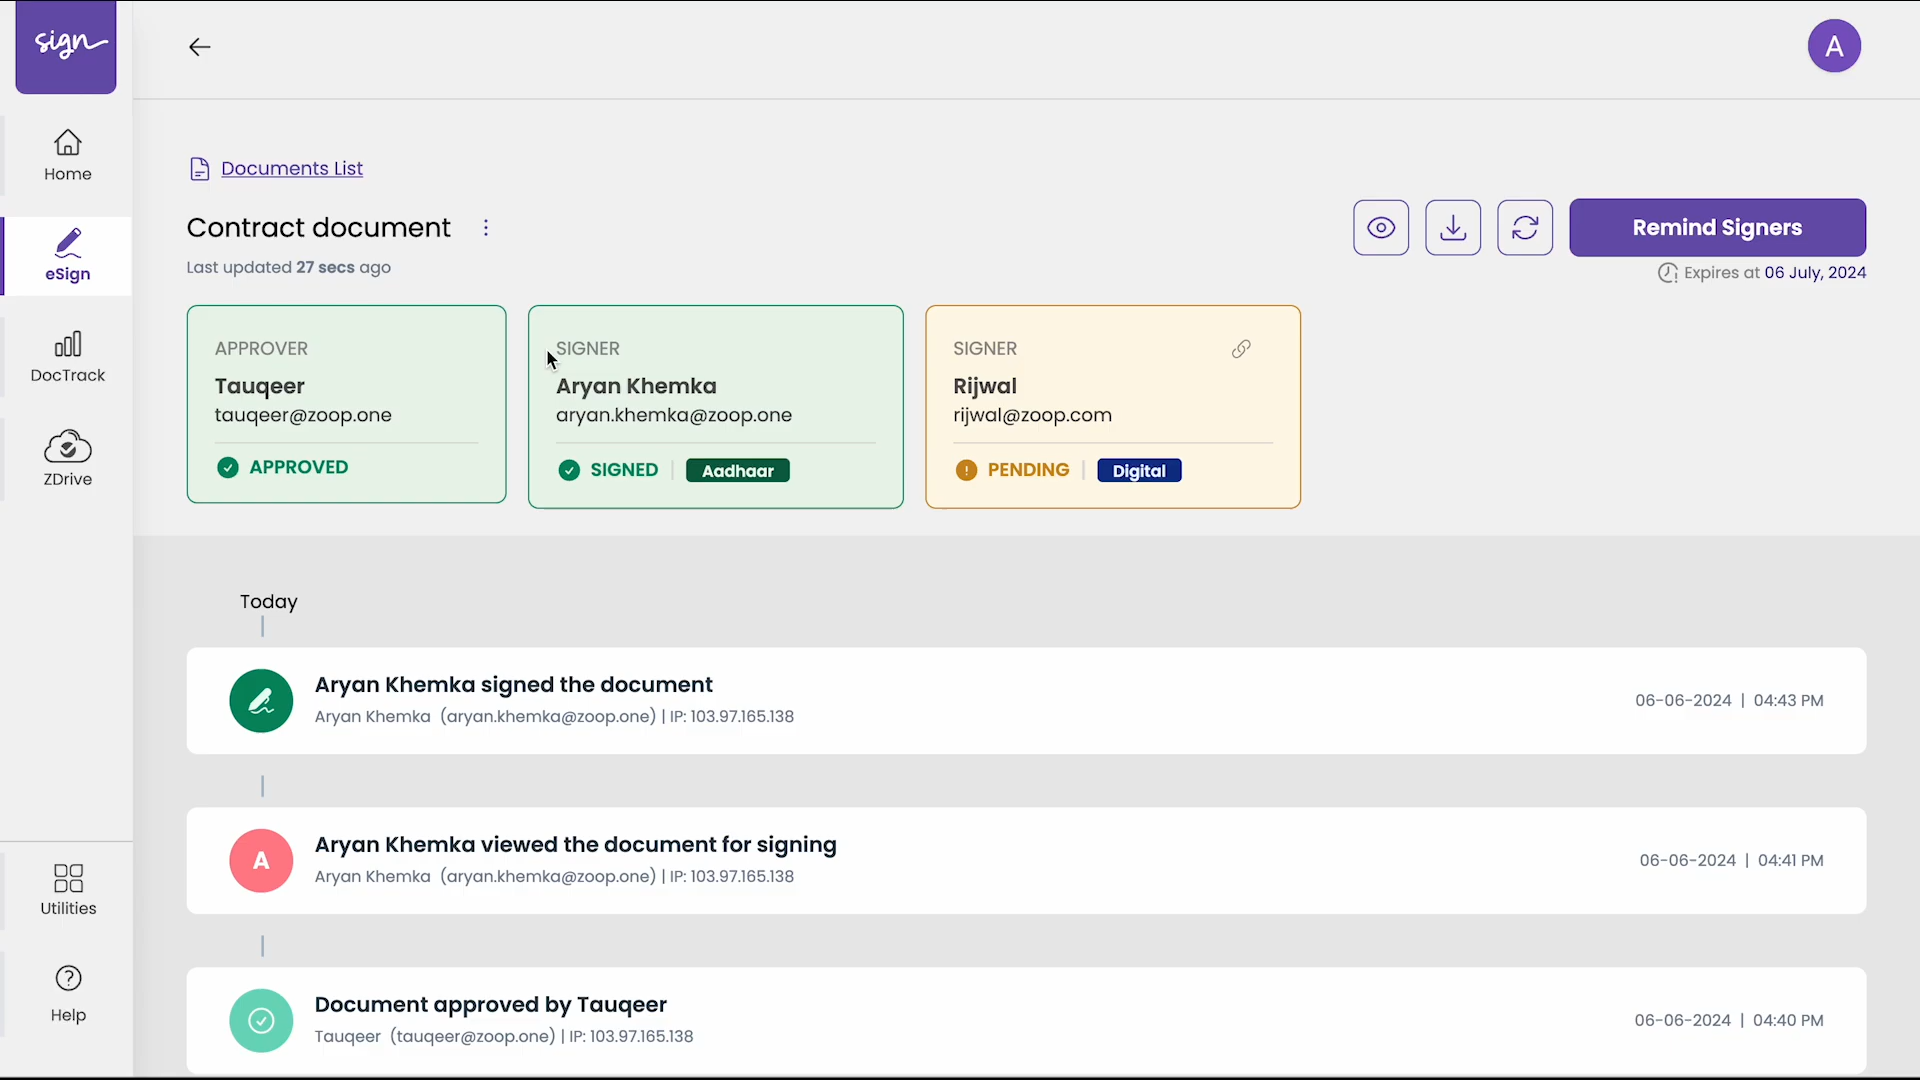 sign
A
Home
eSign
DocTrack
ZDrive
Utilities
Help
Documents List
Contract document
Last updated 27 secs ago
Remind Signers
Expires at 06 July, 2024
APPROVER
Tauqeer
tauqeer@zoop.one
APPROVED
SIGNER
Aryan Khemka
aryan.khemka@zoop.one
SIGNED | Aadhaar
SIGNER
Rijwal
rijwal@zoop.com
PENDING | Digital
Today
Aryan Khemka signed the document
Aryan Khemka (aryan.khemka@zoop.one) | IP: 103.97.165.138
06-06-2024 | 04:43 PM
A
Aryan Khemka viewed the document for signing
Aryan Khemka (aryan.khemka@zoop.one) | IP: 103.97.165.138
06-06-2024 | 04:41 PM
Document approved by Tauqeer
Tauqeer (tauqeer@zoop.one) | IP: 103.97.165.138
06-06-2024 | 04:40 PM